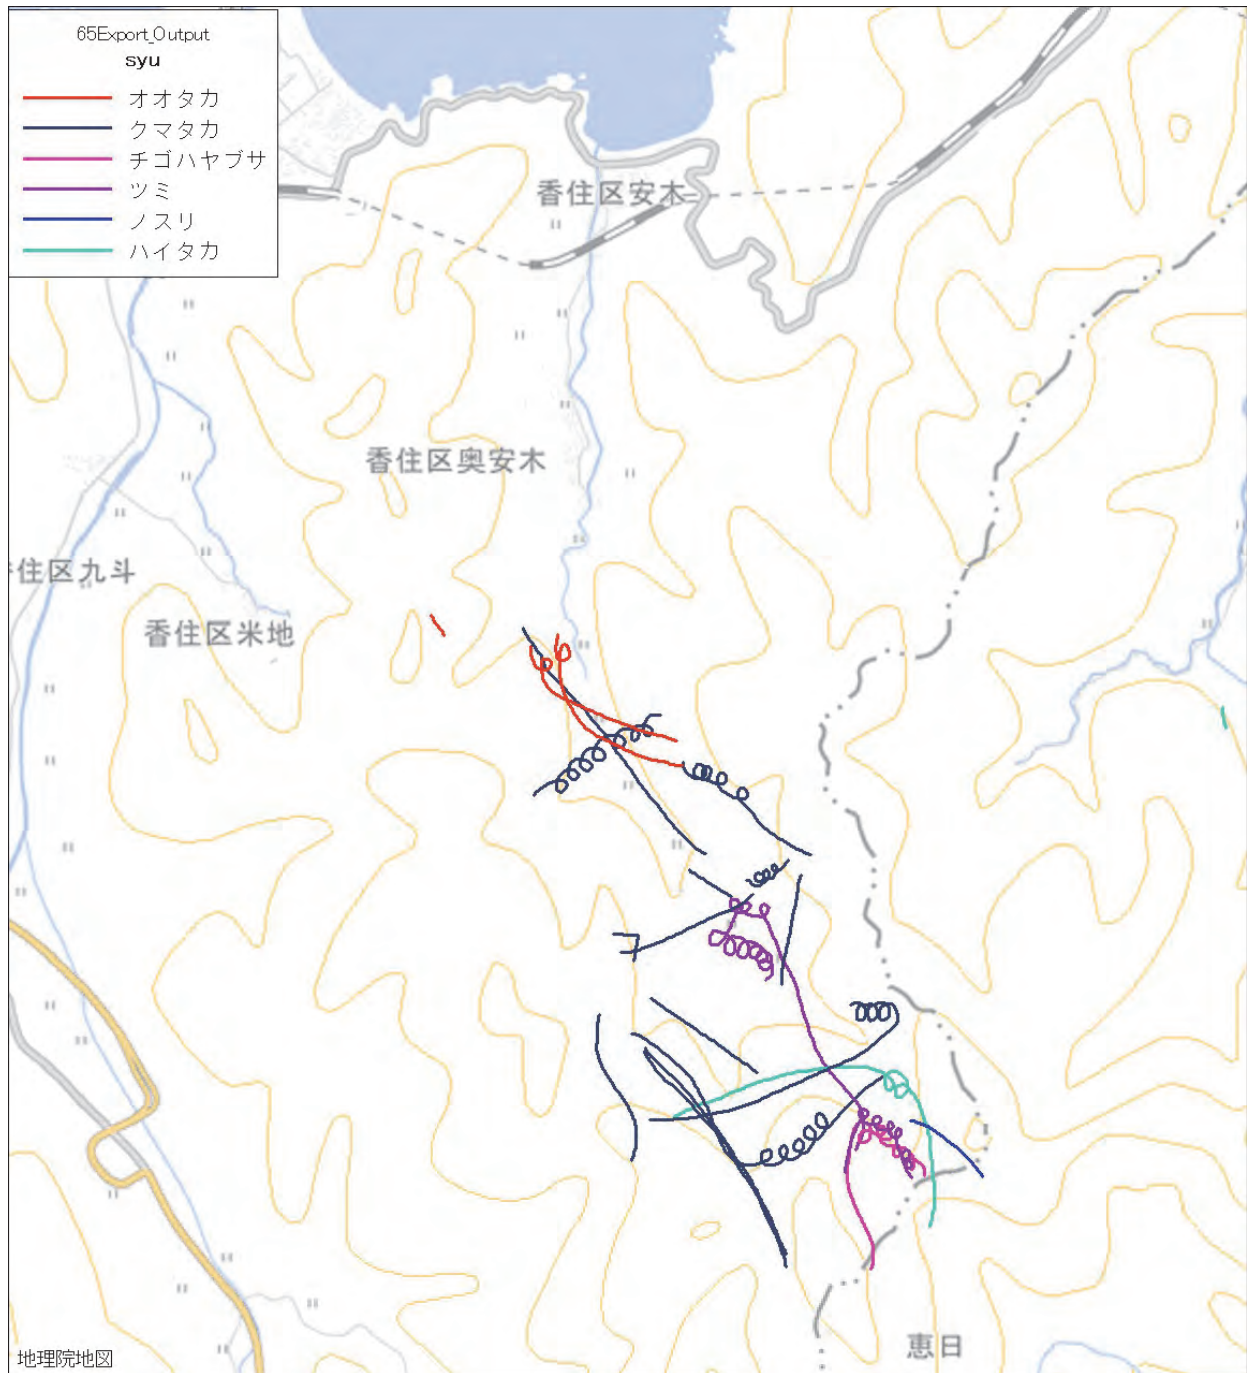 65Export_Output
syu
オオタカ
クマタカ
チゴハヤブサ
ツミ
ノスリ
ハイタカ
香住区安木
香住区奥安木
住区九斗
香住区米地
恵日
地理院地図